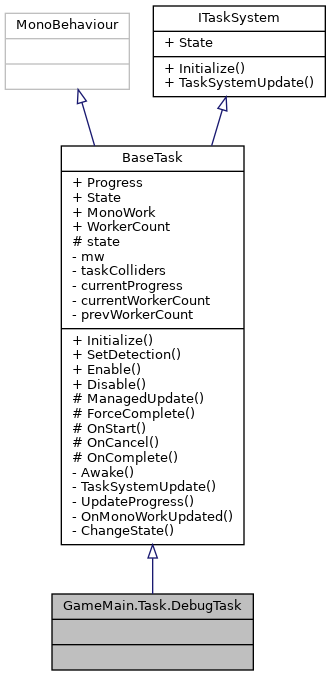 MonoBehaviour
ITaskSystem
+ State
+ Initialize()
+ TaskSystemUpdate()
BaseTask
+ Progress
+ State
+ MonoWork
+ WorkerCount
# state
- mw
- taskColliders
- currentProgress
- currentWorkerCount
- prevWorkerCount
+ Initialize()
+ SetDetection()
+ Enable()
+ Disable()
# ManagedUpdate()
# ForceComplete()
# OnStart()
# OnCancel()
# OnComplete()
- Awake()
- TaskSystemUpdate()
- UpdateProgress()
- OnMonoWorkUpdated()
- ChangeState()
GameMain.Task.DebugTask